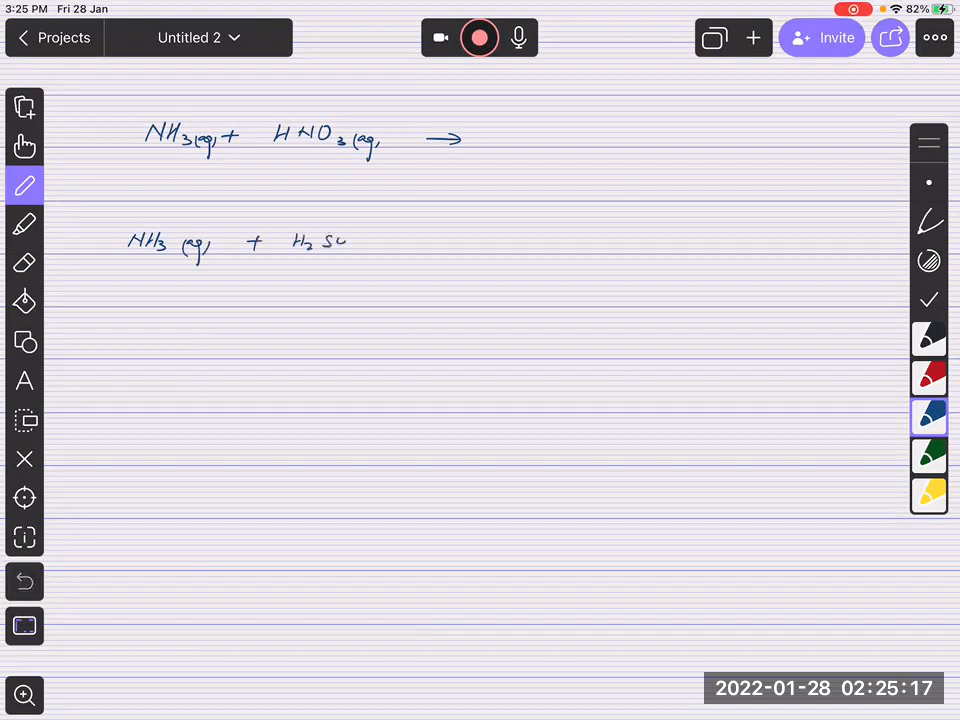 3:25 PM Fri 28 Jan 82%
Projects Untitled 2 Invite
NH3(aq) + HNO3(aq) →
NH3 (aq) + H2 SO
A
2022-01-28 02:25:17